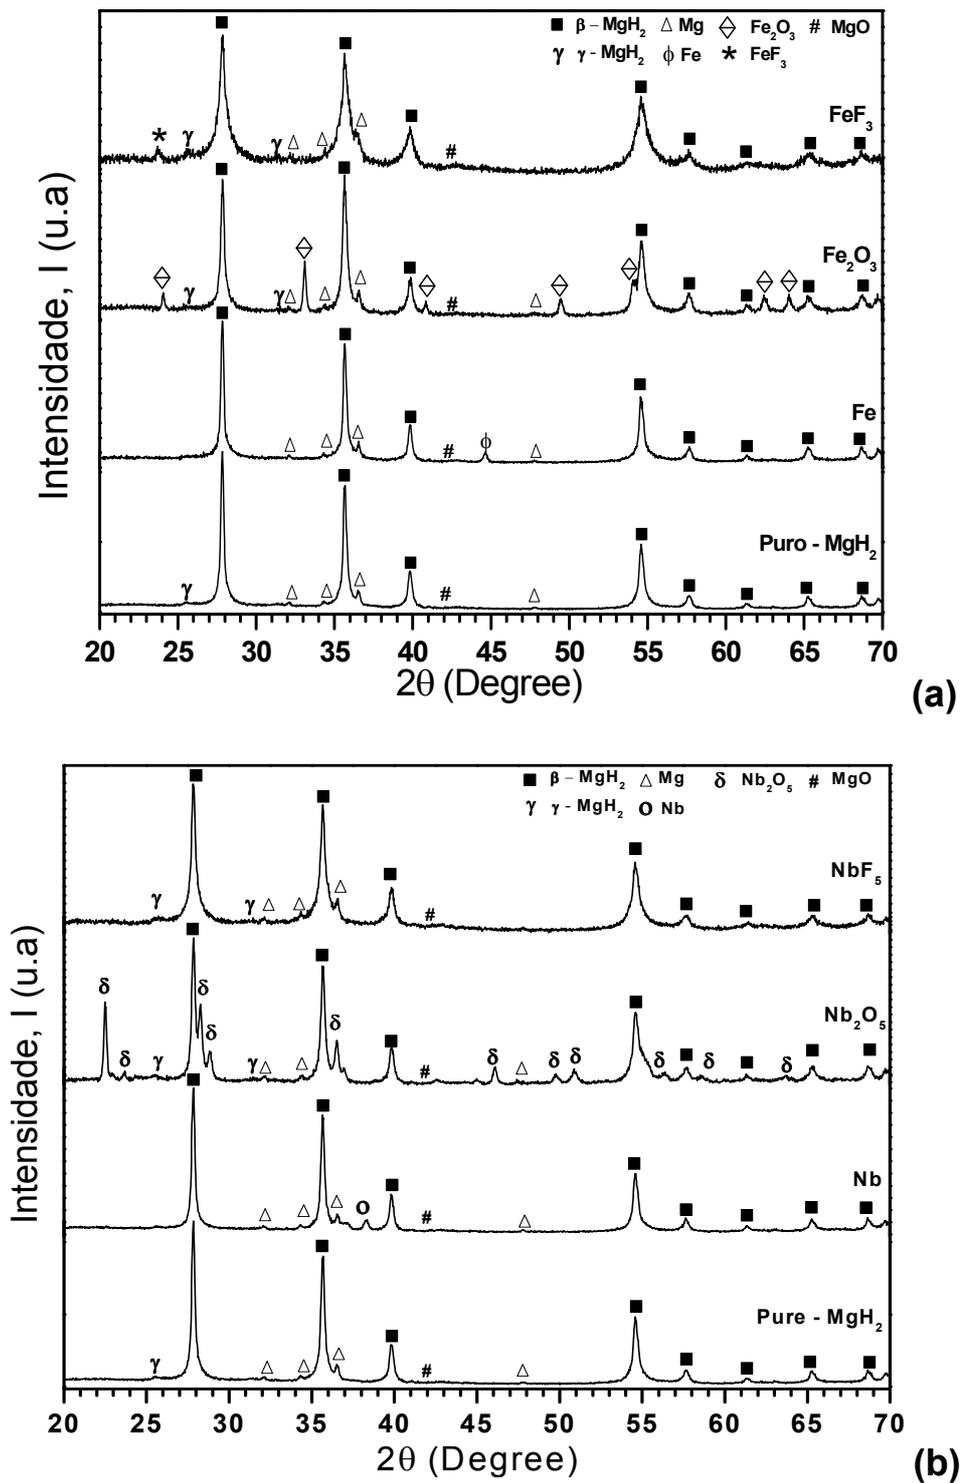 ■ β – MgH₂ △ Mg Fe₂O₃ # MgO
γ γ - MgH₂ ϕ Fe * FeF₃
FeF₃
Fe₂O₃
Fe
Puro - MgH₂
Intensidade, I (u.a)
20 25 30 35 40 45 50 55 60 65 70
2θ (Degree)
(a)
■ β – MgH₂ △ Mg δ Nb₂O₅ # MgO
γ γ - MgH₂ o Nb
NbF₅
Nb₂O₅
Nb
Pure - MgH₂
Intensidade, I (u.a)
20 25 30 35 40 45 50 55 60 65 70
2θ (Degree)
(b)